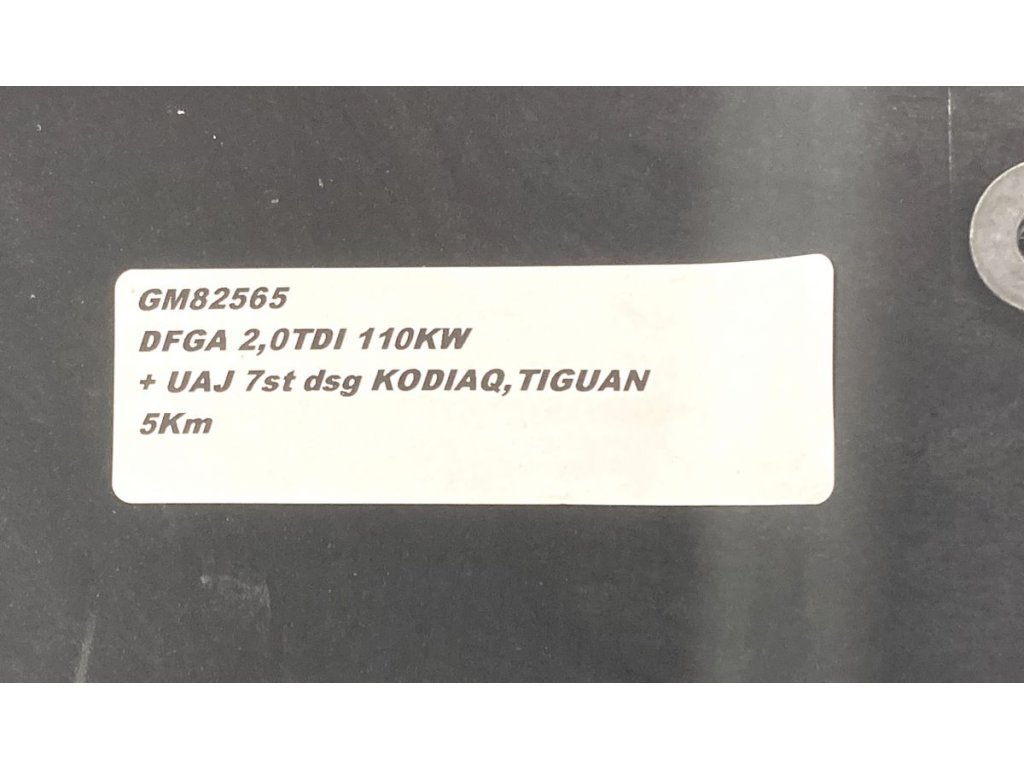 GM82565
DFGA 2,0TDI 110KW
+ UAJ 7st dsg KODIAQ,TIGUAN
5Km